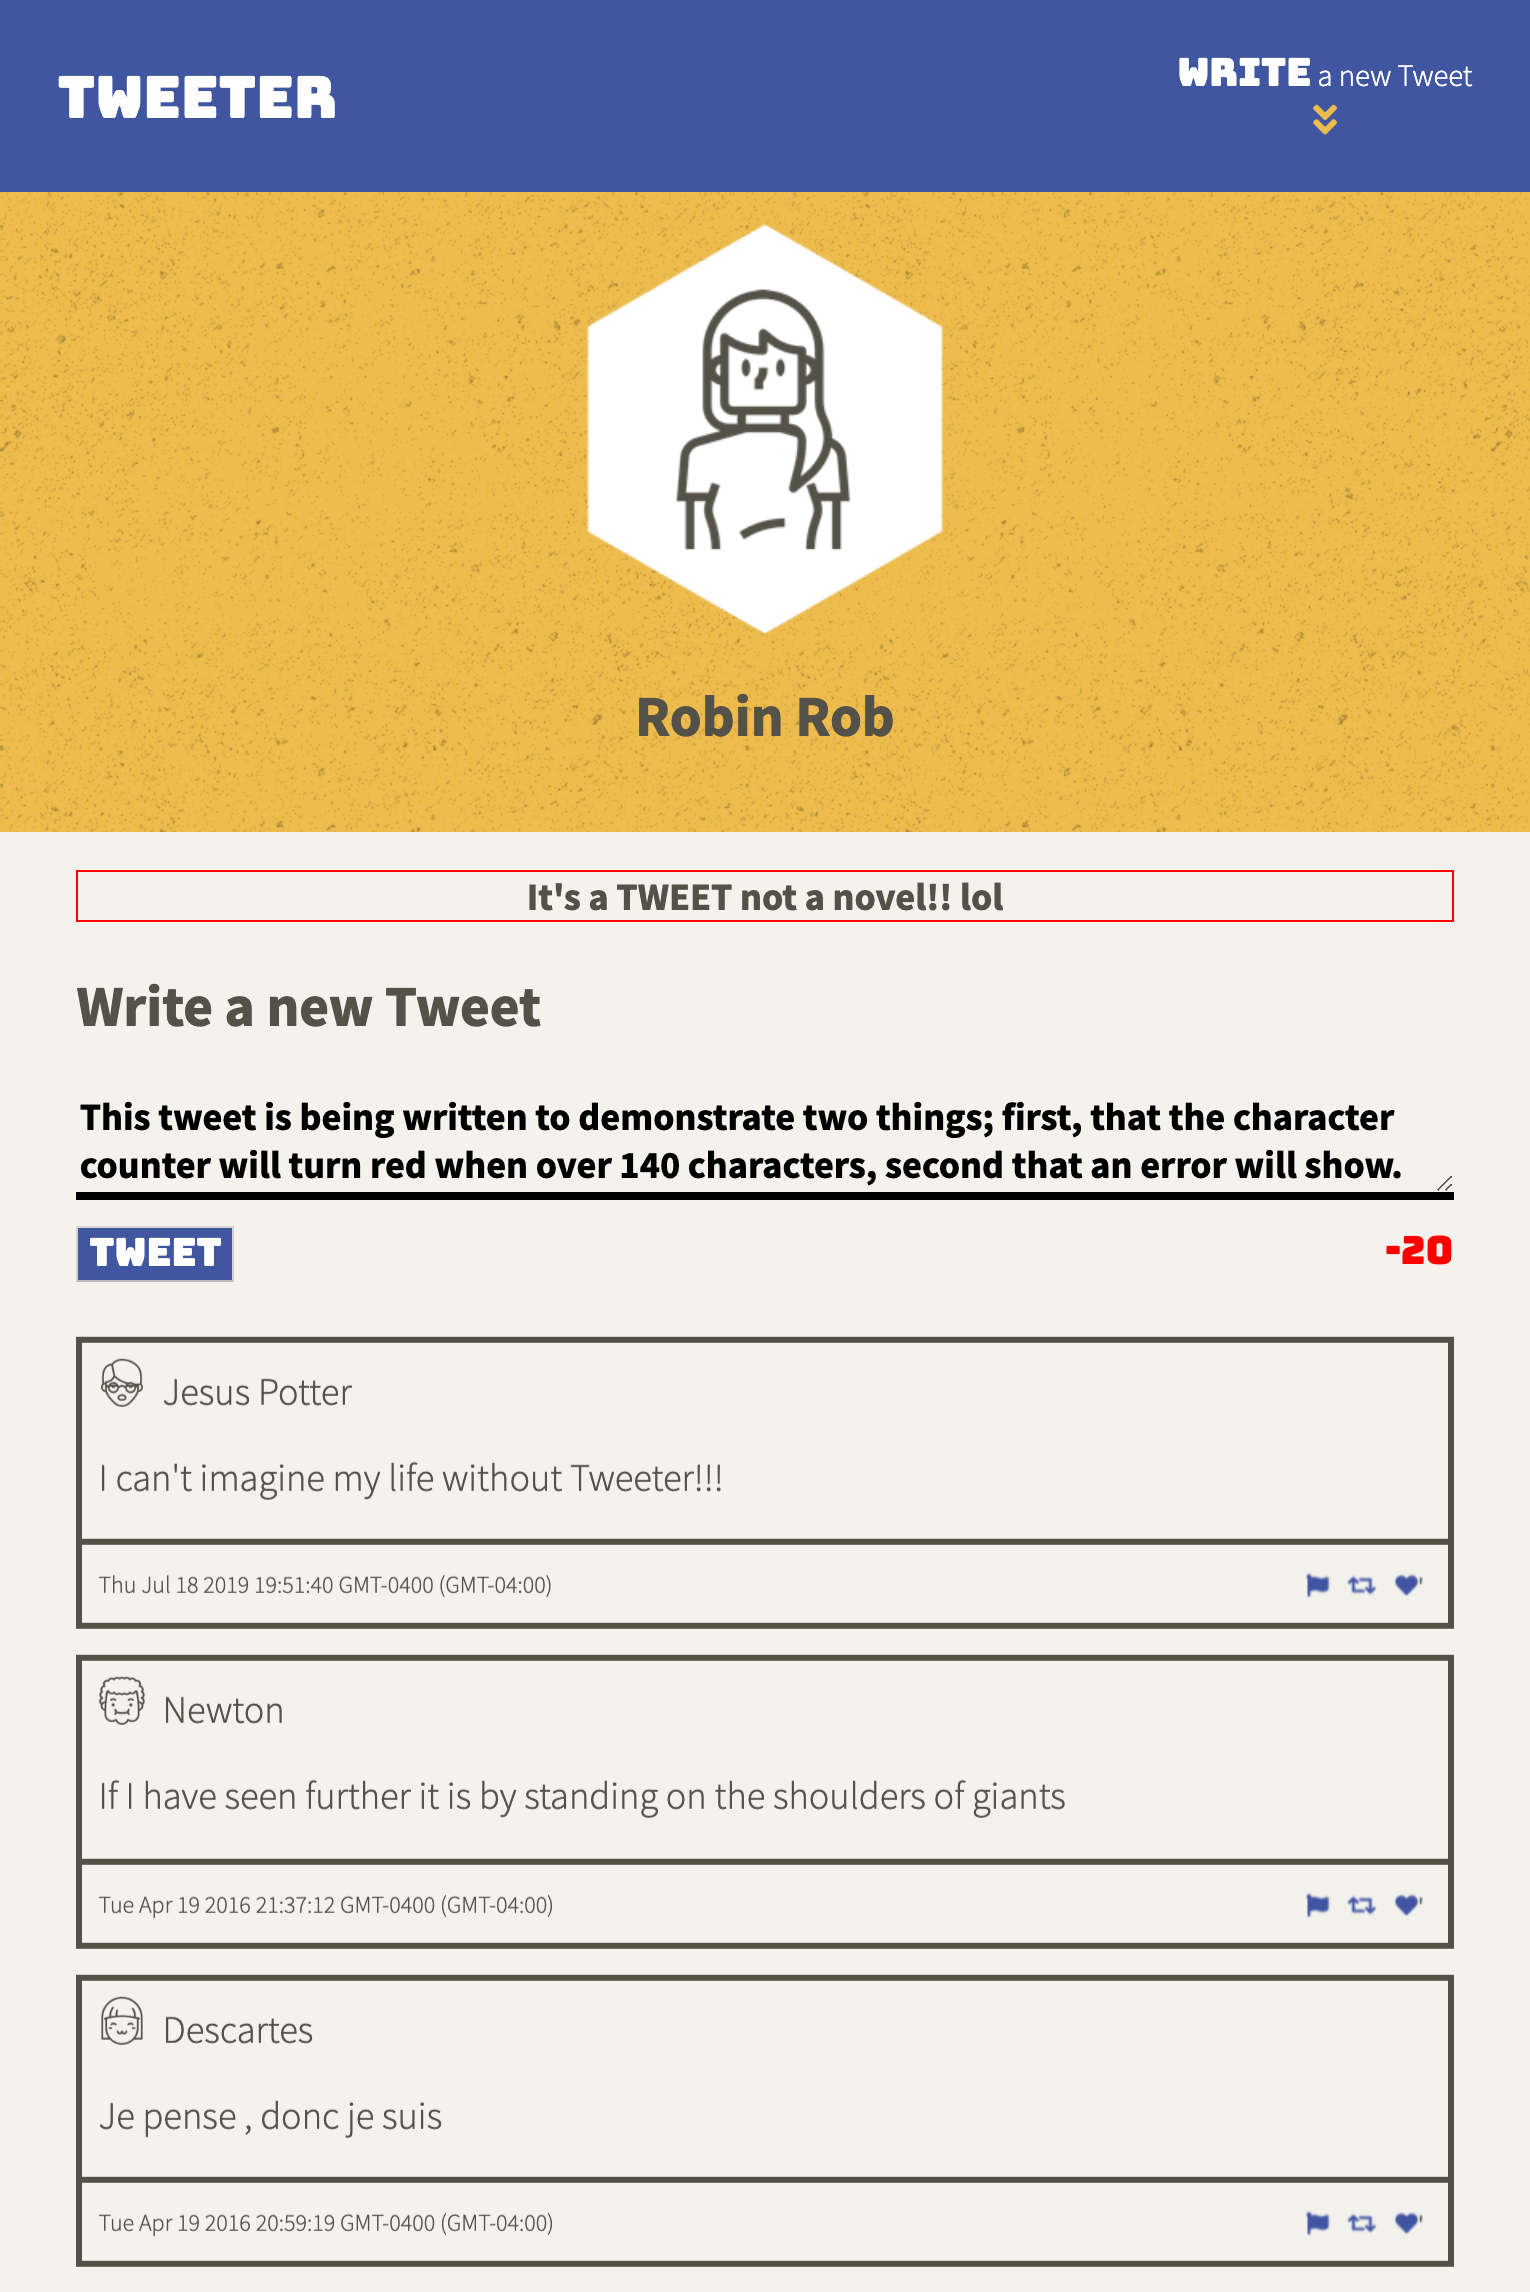 TWEETER
WRITE a new Tweet
Robin Rob
It's a TWEET not a novel!! lol
Write a new Tweet
This tweet is being written to demonstrate two things; first, that the character
counter will turn red when over 140 characters, second that an error will show.
TWEET
-20
Jesus Potter
I can't imagine my life without Tweeter!!!
Thu Jul 18 2019 19:51:40 GMT-0400 (GMT-04:00)
Newton
If I have seen further it is by standing on the shoulders of giants
Tue Apr 19 2016 21:37:12 GMT-0400 (GMT-04:00)
Descartes
Je pense , donc je suis
Tue Apr 19 2016 20:59:19 GMT-0400 (GMT-04:00)